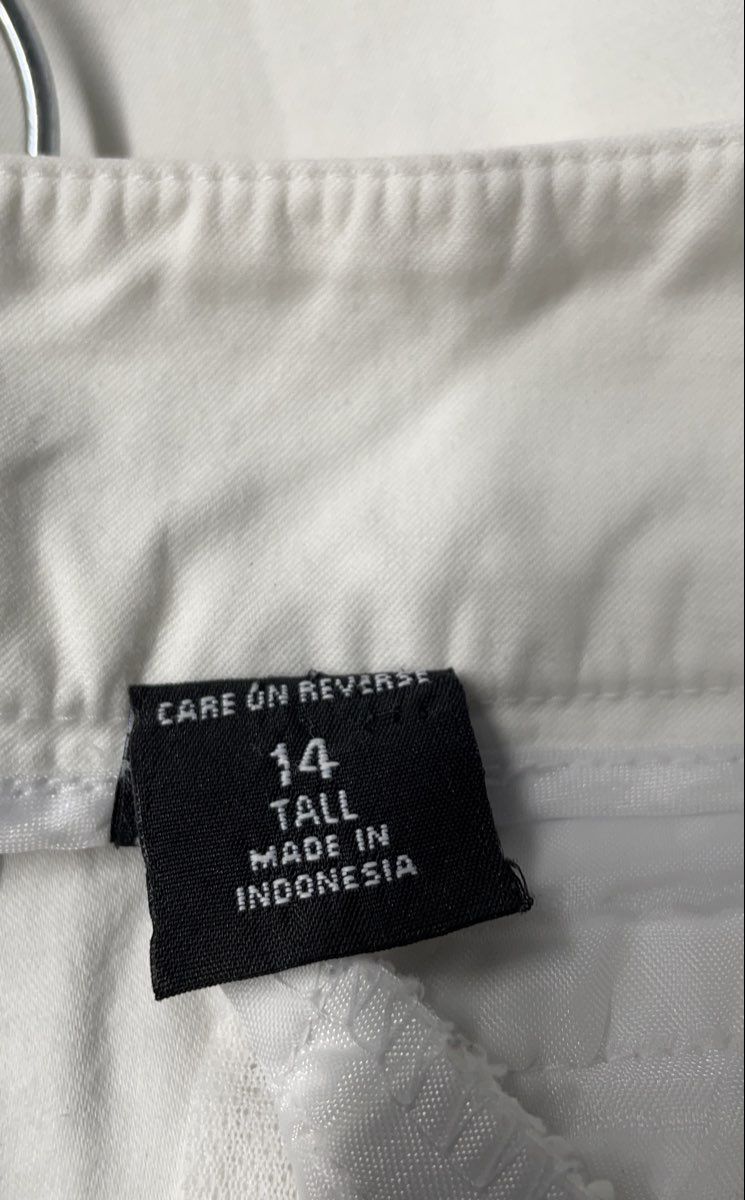 CARE ON REVERSE
14
TALL
MADE IN
INDONESIA